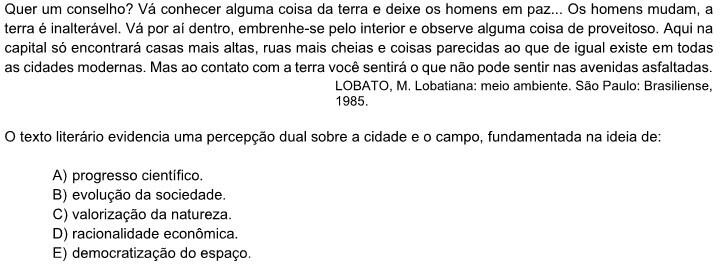 Quer um conselho? Vá conhecer alguma coisa da terra e deixe os homens em paz... Os homens mudam, a
terra é inalterável. Vá por aí dentro, embrenhe-se pelo interior e observe alguma coisa de proveitoso. Aqui na
capital só encontrará casas mais altas, ruas mais cheias e coisas parecidas ao que de igual existe em todas
as cidades modernas. Mas ao contato com a terra você sentirá o que não pode sentir nas avenidas asfaltadas.
LOBATO, M. Lobatiana: meio ambiente. São Paulo: Brasiliense,
1985.
O texto literário evidencia uma percepção dual sobre a cidade e o campo, fundamentada na ideia de:
A) progresso científico.
B) evolução da sociedade.
C) valorização da natureza.
D) racionalidade econômica.
E) democratização do espaço.